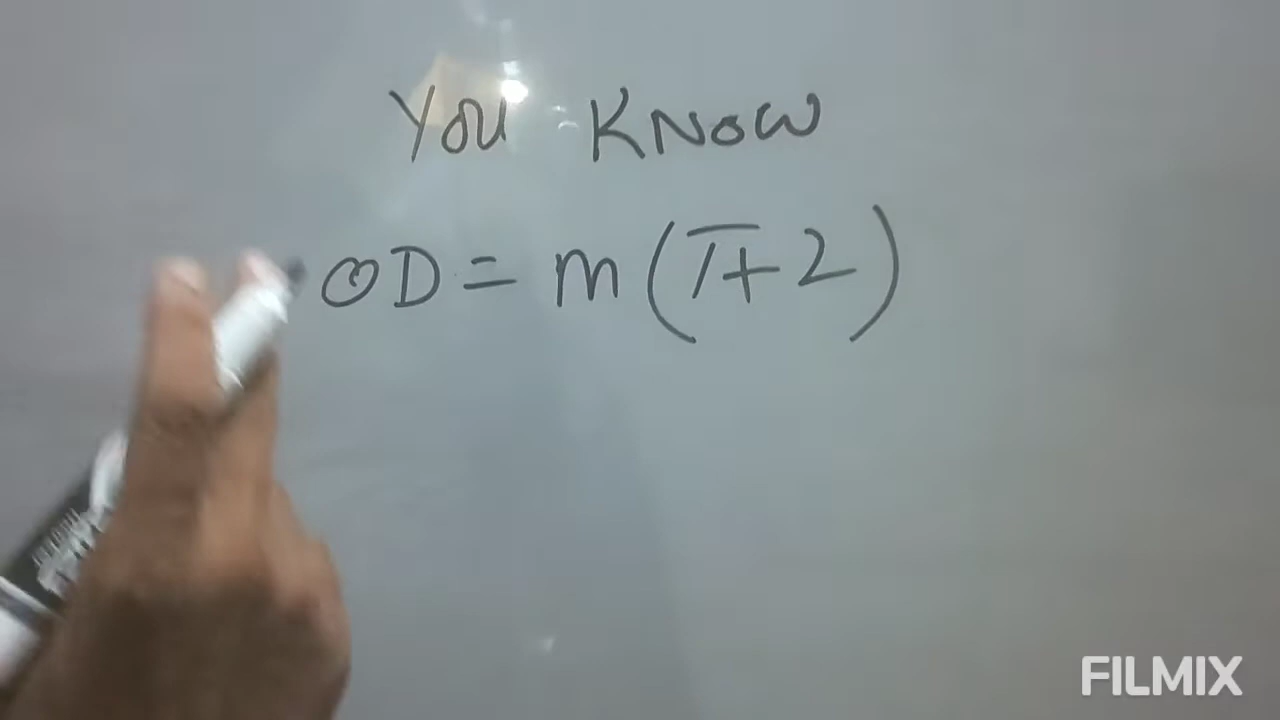 You Know
OD = m(π+2)
FILMIX